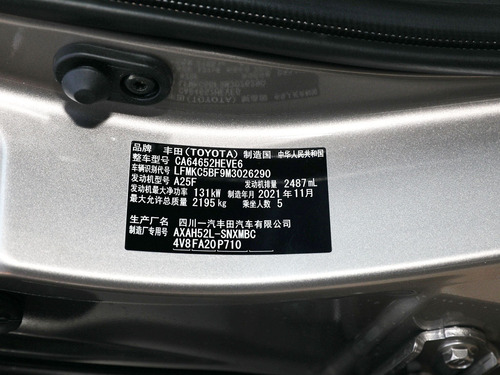 品牌 丰田(TOYOTA) 制造国 中华人民共和国
整车型号 CA64652HEVE6
车辆识别代号 LFMKC5BF9M3026290
发动机型号 A25F 发动机排量 2487mL
发动机最大净功率 131kW 制造年月 2021年11月
最大允许总质量 2195kg 乘坐人数 5
生产厂名 四川一汽丰田汽车有限公司
制造厂专用号 AXAH52L-SNXMBC
4V8FA20P710